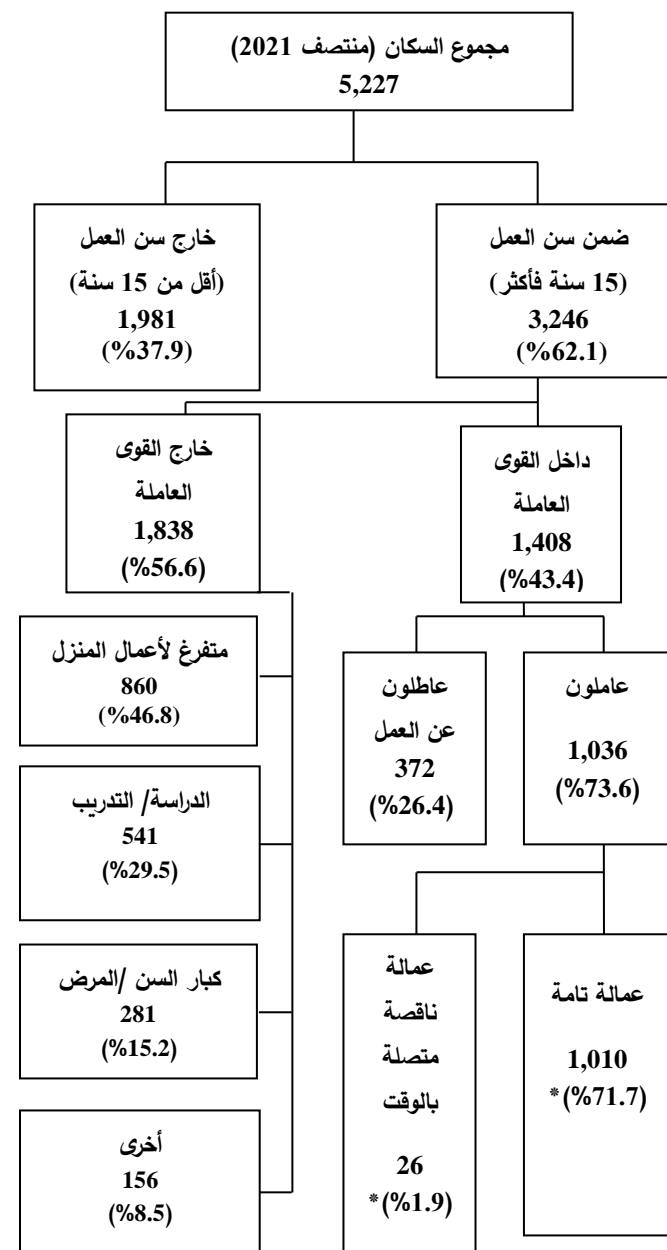 مجموع السكان (منتصف 2021)
5,227
ضمن سن العمل
(15 سنة فأكثر)
3,246
(%62.1)
خارج سن العمل
(أقل من 15 سنة)
1,981
(%37.9)
داخل القوى
العاملة
1,408
(%43.4)
خارج القوى
العاملة
1,838
(%56.6)
عاملون
1,036
(%73.6)
عاطلون
عن العمل
372
(%26.4)
متفرغ لأعمال المنزل
860
(%46.8)
الدراسة/ التدريب
541
(%29.5)
كبار السن /المرض
281
(%15.2)
أخرى
156
(%8.5)
عمالة تامة
1,010
*(%71.7)
عمالة
ناقصة
متصلة
بالوقت
26
*(%1.9)